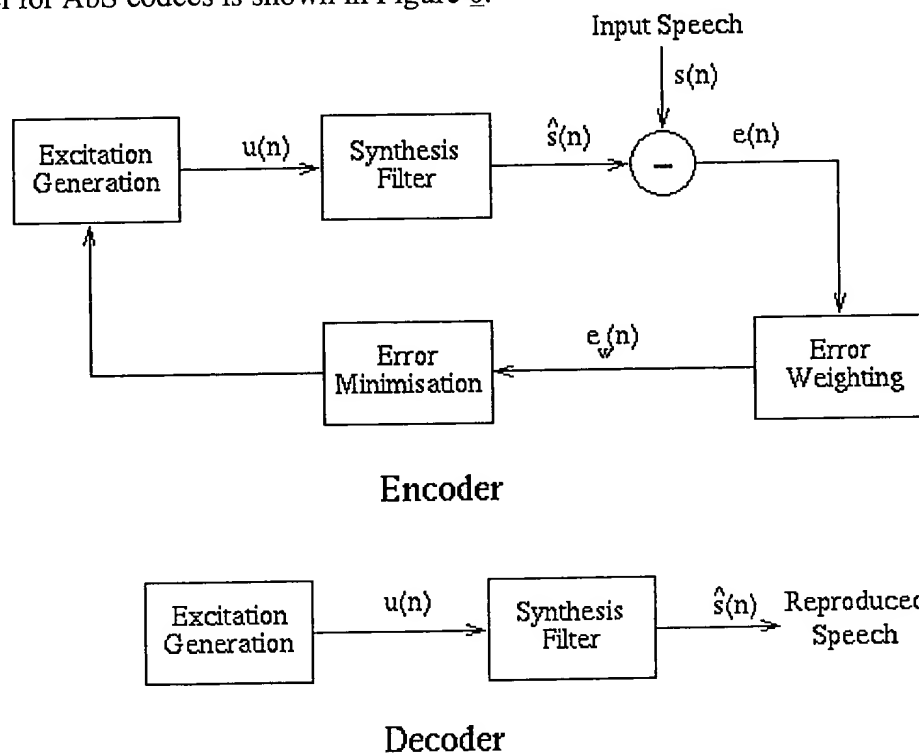 for AbS codecs is shown in Figure 6.
Input Speech
s(n)
Excitation
Generation
u(n)
Synthesis
Filter
ŝ(n)
-
e(n)
Error
Minimisation
e_w(n)
Error
Weighting
Encoder
Excitation
Generation
u(n)
Synthesis
Filter
ŝ(n)
Reproduced
Speech
Decoder